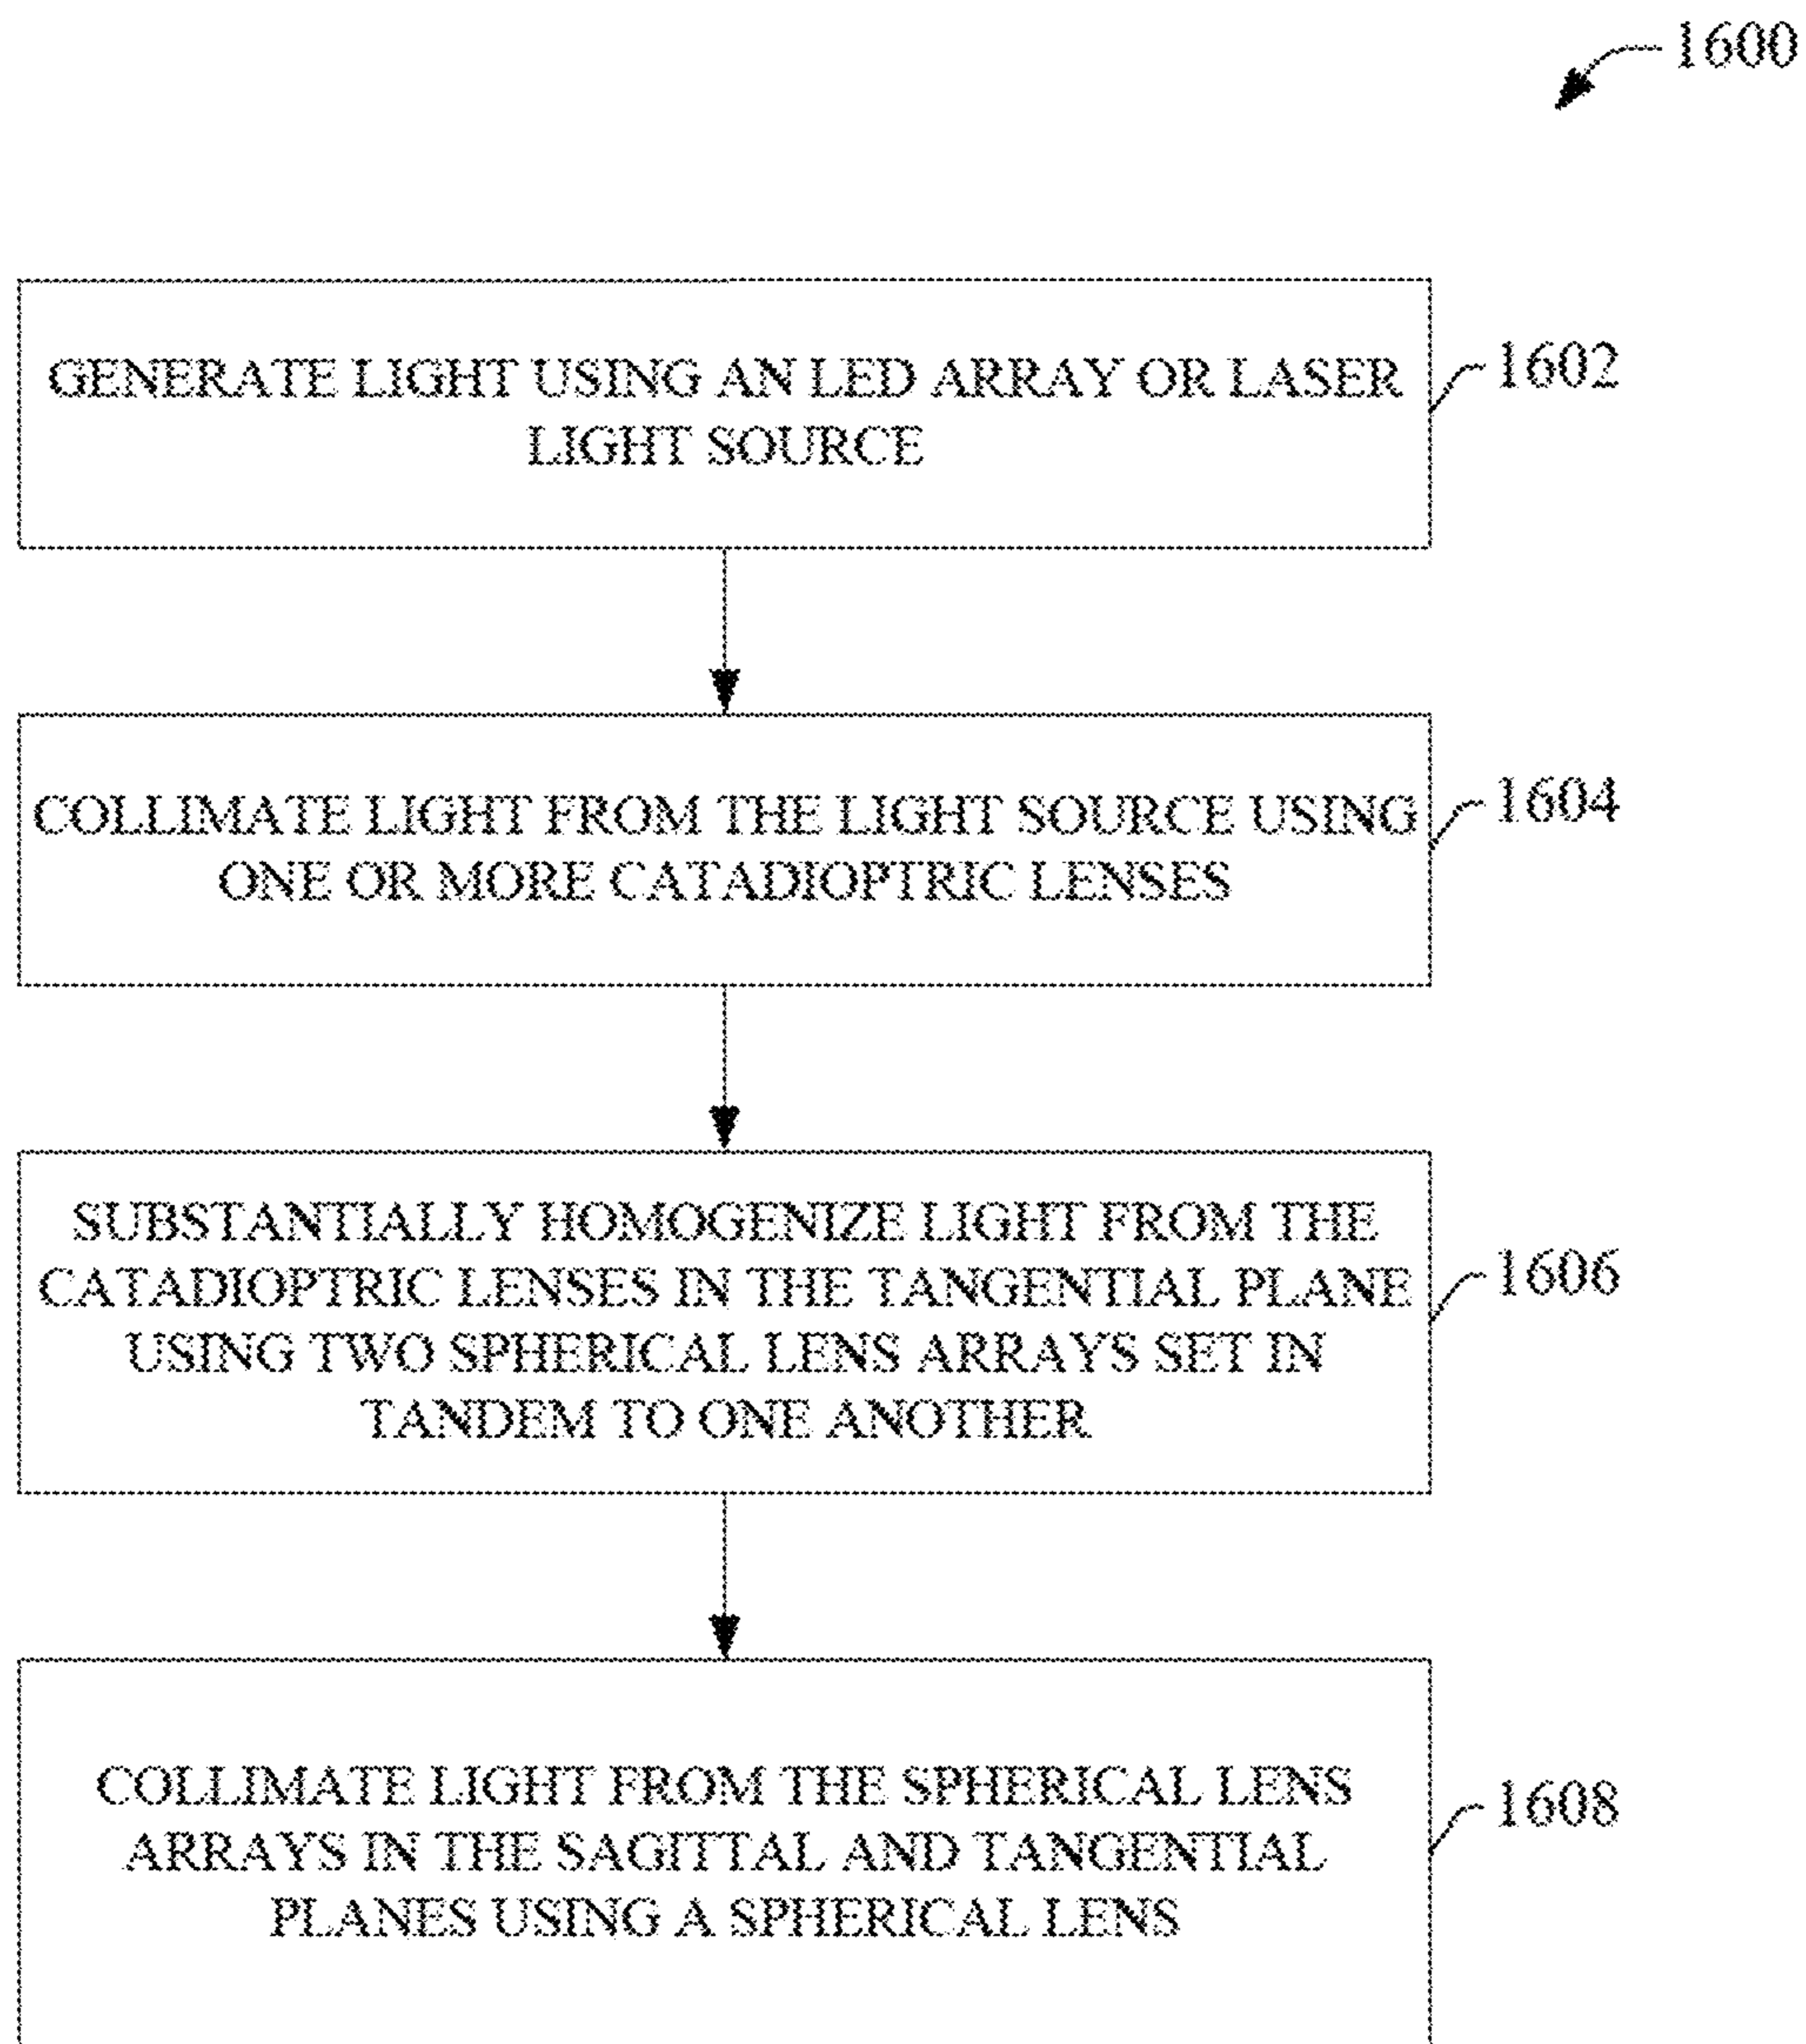 1600
GENERATE LIGHT USING AN LED ARRAY OR LASER
LIGHT SOURCE
1602
COLLIMATE LIGHT FROM THE LIGHT SOURCE USING
ONE OR MORE CATADIOPTRIC LENSES
1604
SUBSTANTIALLY HOMOGENIZE LIGHT FROM THE
CATADIOPTRIC LENSES IN THE TANGENTIAL PLANE
USING TWO SPHERICAL LENS ARRAYS SET IN
TANDEM TO ONE ANOTHER
1606
COLLIMATE LIGHT FROM THE SPHERICAL LENS
ARRAYS IN THE SAGITTAL AND TANGENTIAL
PLANES USING A SPHERICAL LENS
1608